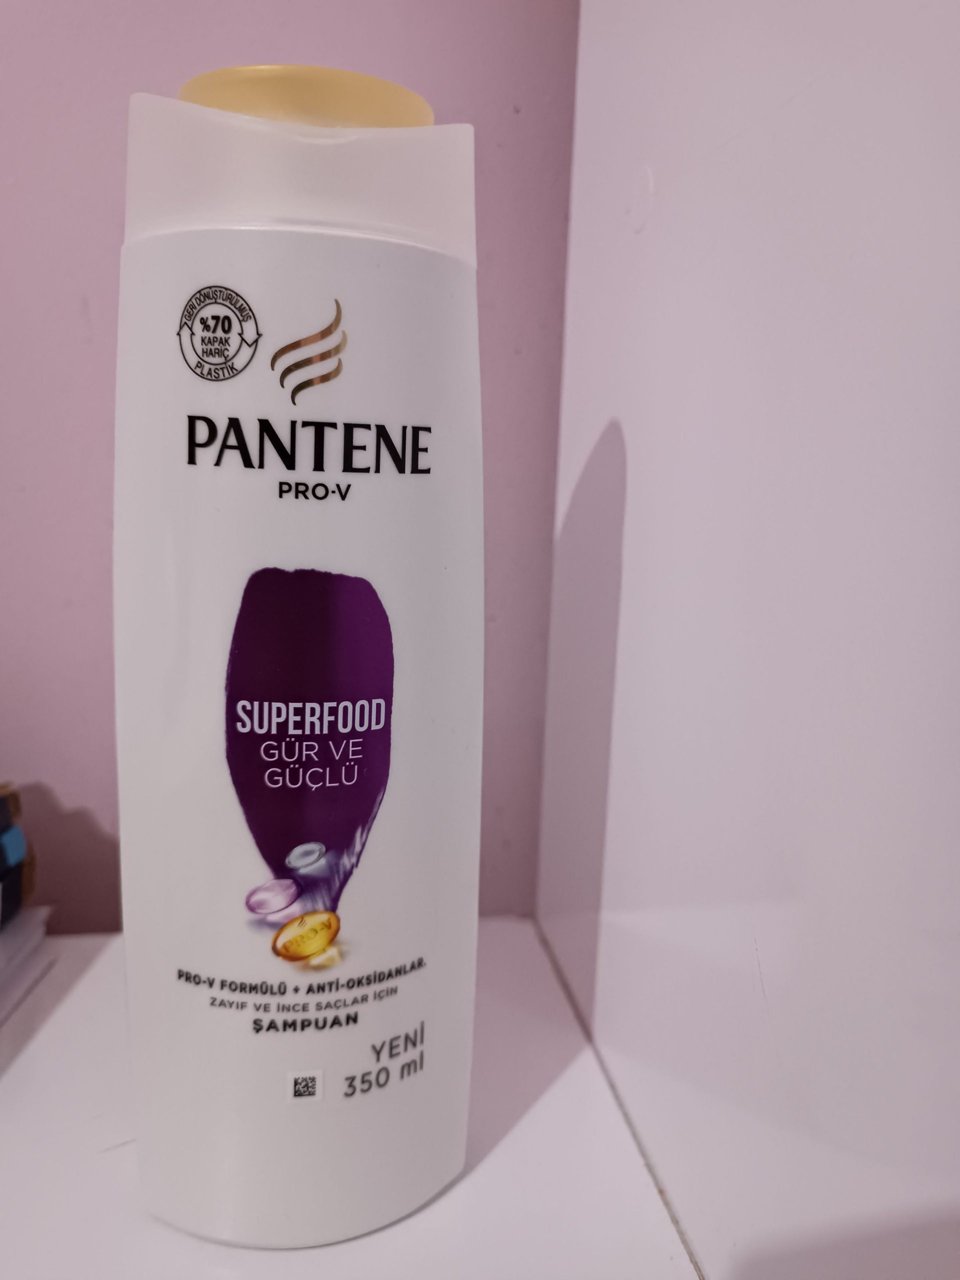 GERİ DÖNÜŞTÜRÜLMÜŞ
%70
KAPAK
HARİÇ
PLASTİK
PANTENE
PRO-V
SUPERFOOD
GÜR VE
GÜÇLÜ
PRO-V
PRO-V FORMÜLÜ + ANTİ-OKSİDANLAR
ZAYIF VE İNCE SAÇLAR İÇİN
ŞAMPUAN
YENİ
350 ml